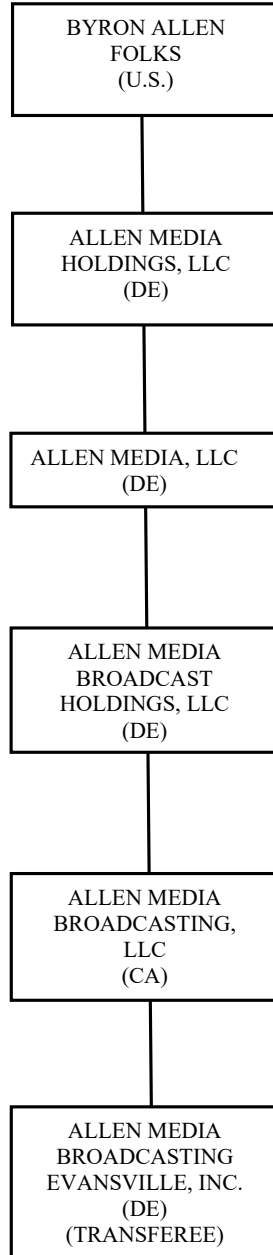 BYRON ALLEN
FOLKS
(U.S.)
ALLEN MEDIA
HOLDINGS, LLC
(DE)
ALLEN MEDIA, LLC
(DE)
ALLEN MEDIA
BROADCAST
HOLDINGS, LLC
(DE)
ALLEN MEDIA
BROADCASTING,
LLC
(CA)
ALLEN MEDIA
BROADCASTING
EVANSVILLE, INC.
(DE)
(TRANSFEREE)